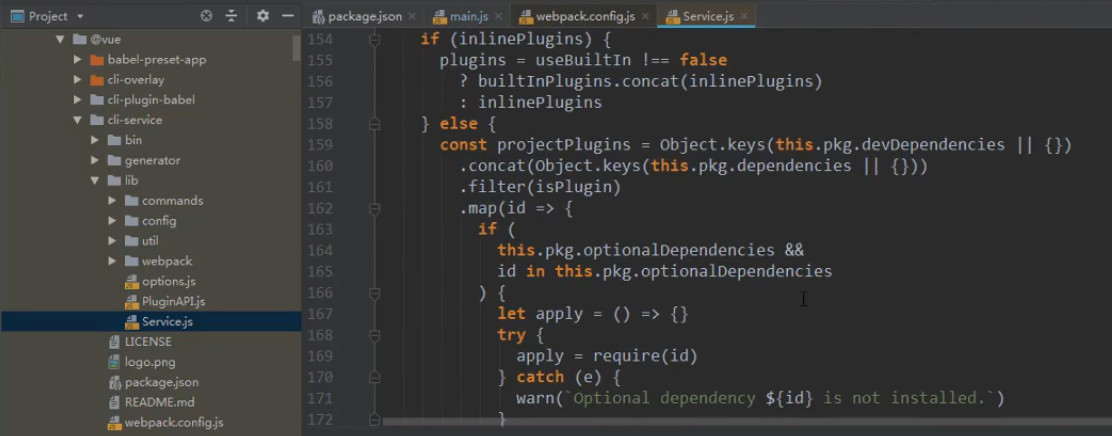 Project
package.json
main.js
webpack.config.js
Service.js
@vue
babel-preset-app
cli-overlay
cli-plugin-babel
cli-service
bin
generator
lib
commands
config
util
webpack
options.js
PluginAPI.js
Service.js
LICENSE
logo.png
package.json
README.md
webpack.config.js
154 if (inlinePlugins) {
155 plugins = useBuiltIn !== false
156 ? builtInPlugins.concat(inlinePlugins)
157 : inlinePlugins
158 } else {
159 const projectPlugins = Object.keys(this.pkg.devDependencies || {})
160 .concat(Object.keys(this.pkg.dependencies || {}))
161 .filter(isPlugin)
162 .map(id => {
163 if (
164 this.pkg.optionalDependencies &&
165 id in this.pkg.optionalDependencies
166 ) {
167 let apply = () => {}
168 try {
169 apply = require(id)
170 } catch (e) {
171 warn(`Optional dependency ${id} is not installed.`)
172 }